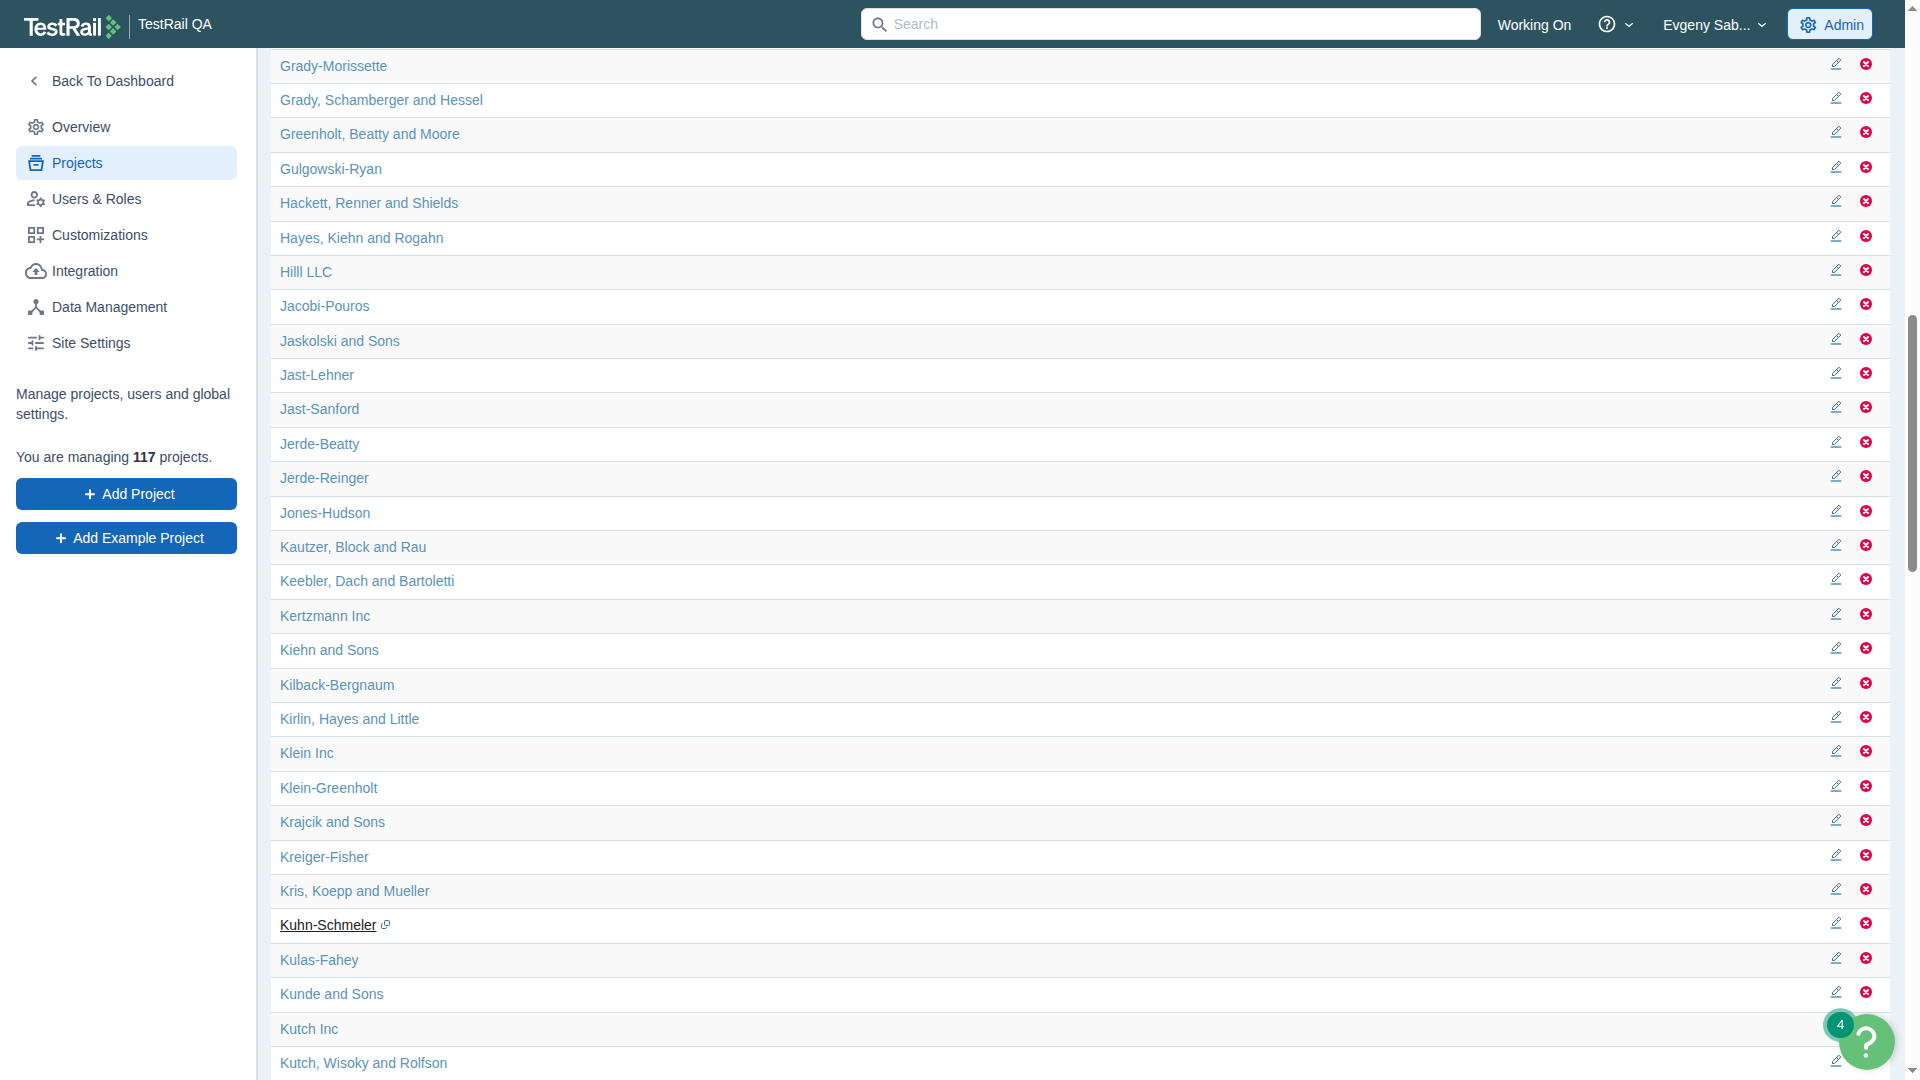 TestRail
TestRail QA
Search
Working On
Evgeny Sab...
Admin
Back To Dashboard
Overview
Projects
Users & Roles
Customizations
Integration
Data Management
Site Settings
Manage projects, users and global
settings.
You are managing 117 projects.
+ Add Project
+ Add Example Project
Grady-Morissette
Grady, Schamberger and Hessel
Greenholt, Beatty and Moore
Gulgowski-Ryan
Hackett, Renner and Shields
Hayes, Kiehn and Rogahn
Hilll LLC
Jacobi-Pouros
Jaskolski and Sons
Jast-Lehner
Jast-Sanford
Jerde-Beatty
Jerde-Reinger
Jones-Hudson
Kautzer, Block and Rau
Keebler, Dach and Bartoletti
Kertzmann Inc
Kiehn and Sons
Kilback-Bergnaum
Kirlin, Hayes and Little
Klein Inc
Klein-Greenholt
Krajcik and Sons
Kreiger-Fisher
Kris, Koepp and Mueller
Kuhn-Schmeler
Kulas-Fahey
Kunde and Sons
Kutch Inc
Kutch, Wisoky and Rolfson
4
?